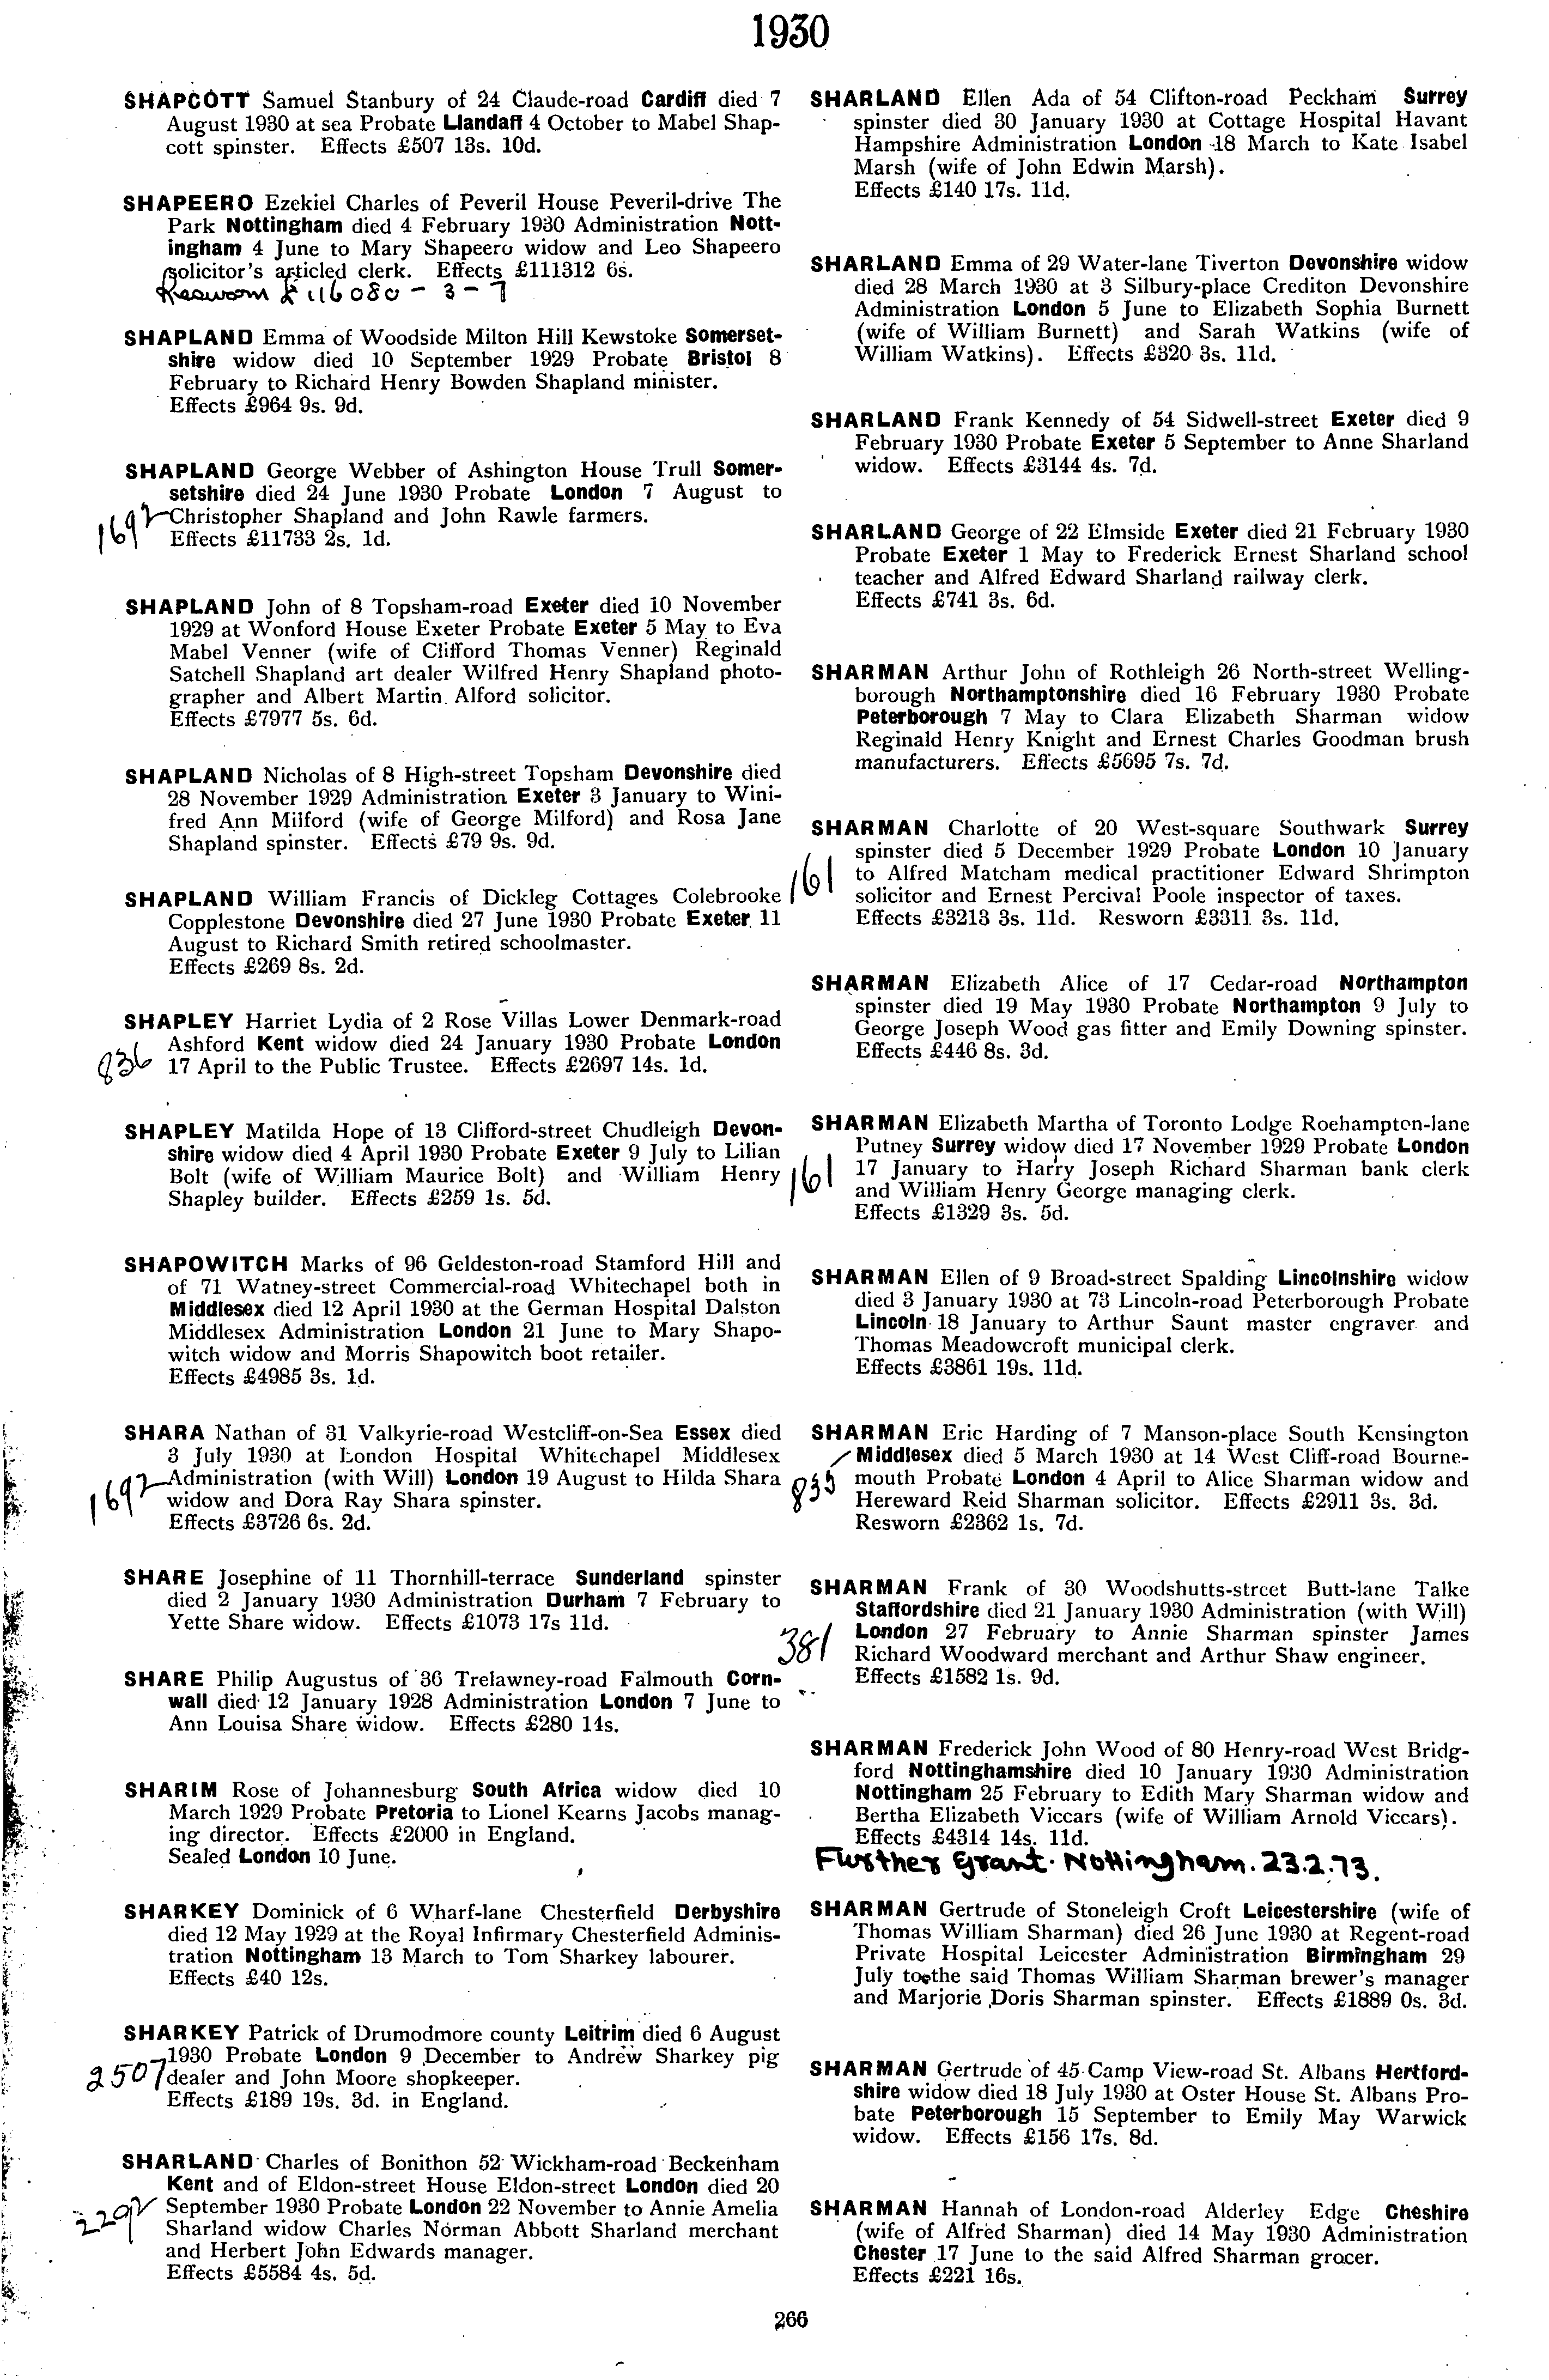 1930
SHAPCOTT Samuel Stanbury of 24 Claude-road Cardiff died 7
August 1930 at sea Probate Llandaff 4 October to Mabel Shap-
cott spinster. Effects £507 13s. 10d.
SHAPEERO Ezekiel Charles of Peveril House Peveril-drive The
Park Nottingham died 4 February 1930 Administration Nott-
ingham 4 June to Mary Shapeero widow and Leo Shapeero
solicitor's articled clerk. Effects £111312 6s.
Resworn £116080-3-7
SHAPLAND Emma of Woodside Milton Hill Kewstoke Somerset-
shire widow died 10 September 1929 Probate Bristol 8
February to Richard Henry Bowden Shapland minister.
Effects £964 9s. 9d.
SHAPLAND George Webber of Ashington House Trull Somer-
setshire died 24 June 1930 Probate London 7 August to
1692 Christopher Shapland and John Rawle farmers.
Effects £11733 2s. 1d.
SHAPLAND John of 8 Topsham-road Exeter died 10 November
1929 at Wonford House Exeter Probate Exeter 5 May to Eva
Mabel Venner (wife of Clifford Thomas Venner) Reginald
Satchell Shapland art dealer Wilfred Henry Shapland photo-
grapher and Albert Martin Alford solicitor.
Effects £7977 5s. 6d.
SHAPLAND Nicholas of 8 High-street Topsham Devonshire died
28 November 1929 Administration Exeter 3 January to Wini-
fred Ann Milford (wife of George Milford) and Rosa Jane
Shapland spinster. Effects £79 9s. 9d.
SHAPLAND William Francis of Dickleg Cottages Colebrooke
Copplestone Devonshire died 27 June 1930 Probate Exeter 11
August to Richard Smith retired schoolmaster.
Effects £269 8s. 2d.
SHAPLEY Harriet Lydia of 2 Rose Villas Lower Denmark-road
Ashford Kent widow died 24 January 1930 Probate London
836 17 April to the Public Trustee. Effects £2697 14s. 1d.
SHAPLEY Matilda Hope of 13 Clifford-street Chudleigh Devon-
shire widow died 4 April 1930 Probate Exeter 9 July to Lilian
Bolt (wife of William Maurice Bolt) and William Henry
Shapley builder. Effects £259 1s. 5d.
SHAPOWITCH Marks of 96 Geldeston-road Stamford Hill and
of 71 Watney-street Commercial-road Whitechapel both in
Middlesex died 12 April 1930 at the German Hospital Dalston
Middlesex Administration London 21 June to Mary Shapo-
witch widow and Morris Shapowitch boot retailer.
Effects £4985 3s. 1d.
SHARA Nathan of 31 Valkyrie-road Westcliff-on-Sea Essex died
3 July 1930 at London Hospital Whitechapel Middlesex
1692 Administration (with Will) London 19 August to Hilda Shara
widow and Dora Ray Shara spinster.
Effects £3726 6s. 2d.
SHARE Josephine of 11 Thornhill-terrace Sunderland spinster
died 2 January 1930 Administration Durham 7 February to
Yette Share widow. Effects £1073 17s 11d.
SHARE Philip Augustus of 36 Trelawney-road Falmouth Corn-
wall died 12 January 1928 Administration London 7 June to
Ann Louisa Share widow. Effects £280 14s.
SHARIM Rose of Johannesburg South Africa widow died 10
March 1929 Probate Pretoria to Lionel Kearns Jacobs manag-
ing director. Effects £2000 in England.
Sealed London 10 June.
SHARKEY Dominick of 6 Wharf-lane Chesterfield Derbyshire
died 12 May 1929 at the Royal Infirmary Chesterfield Adminis-
tration Nottingham 13 March to Tom Sharkey labourer.
Effects £40 12s.
SHARKEY Patrick of Drumodmore county Leitrim died 6 August
1930 Probate London 9 December to Andrew Sharkey pig
2507 dealer and John Moore shopkeeper.
Effects £189 19s. 3d. in England.
SHARLAND Charles of Bonithon 52 Wickham-road Beckenham
Kent and of Eldon-street House Eldon-street London died 20
2292 September 1930 Probate London 22 November to Annie Amelia
Sharland widow Charles Norman Abbott Sharland merchant
and Herbert John Edwards manager.
Effects £5584 4s. 5d.
SHARLAND Ellen Ada of 54 Clifton-road Peckham Surrey
spinster died 30 January 1930 at Cottage Hospital Havant
Hampshire Administration London 18 March to Kate Isabel
Marsh (wife of John Edwin Marsh).
Effects £140 17s. 11d.
SHARLAND Emma of 29 Water-lane Tiverton Devonshire widow
died 28 March 1930 at 3 Silbury-place Crediton Devonshire
Administration London 5 June to Elizabeth Sophia Burnett
(wife of William Burnett) and Sarah Watkins (wife of
William Watkins). Effects £320 3s. 11d.
SHARLAND Frank Kennedy of 54 Sidwell-street Exeter died 9
February 1930 Probate Exeter 5 September to Anne Sharland
widow. Effects £3144 4s. 7d.
SHARLAND George of 22 Elmside Exeter died 21 February 1930
Probate Exeter 1 May to Frederick Ernest Sharland school
teacher and Alfred Edward Sharland railway clerk.
Effects £741 3s. 6d.
SHARMAN Arthur John of Rothleigh 26 North-street Welling-
borough Northamptonshire died 16 February 1930 Probate
Peterborough 7 May to Clara Elizabeth Sharman widow
Reginald Henry Knight and Ernest Charles Goodman brush
manufacturers. Effects £5695 7s. 7d.
SHARMAN Charlotte of 20 West-square Southwark Surrey
spinster died 5 December 1929 Probate London 10 January
161 to Alfred Matcham medical practitioner Edward Shrimpton
solicitor and Ernest Percival Poole inspector of taxes.
Effects £3213 3s. 11d. Resworn £3311 3s. 11d.
SHARMAN Elizabeth Alice of 17 Cedar-road Northampton
spinster died 19 May 1930 Probate Northampton 9 July to
George Joseph Wood gas fitter and Emily Downing spinster.
Effects £446 8s. 3d.
SHARMAN Elizabeth Martha of Toronto Lodge Roehampton-lane
Putney Surrey widow died 17 November 1929 Probate London
161 17 January to Harry Joseph Richard Sharman bank clerk
and William Henry George managing clerk.
Effects £1329 3s. 5d.
SHARMAN Ellen of 9 Broad-street Spalding Lincolnshire widow
died 3 January 1930 at 73 Lincoln-road Peterborough Probate
Lincoln 18 January to Arthur Saunt master engraver and
Thomas Meadowcroft municipal clerk.
Effects £3861 19s. 11d.
SHARMAN Eric Harding of 7 Manson-place South Kensington
Middlesex died 5 March 1930 at 14 West Cliff-road Bourne-
835 mouth Probate London 4 April to Alice Sharman widow and
Hereward Reid Sharman solicitor. Effects £2911 3s. 3d.
Resworn £2362 1s. 7d.
SHARMAN Frank of 30 Woodshutts-street Butt-lane Talke
Staffordshire died 21 January 1930 Administration (with Will)
381 London 27 February to Annie Sharman spinster James
Richard Woodward merchant and Arthur Shaw engineer.
Effects £1582 1s. 9d.
SHARMAN Frederick John Wood of 80 Henry-road West Bridg-
ford Nottinghamshire died 10 January 1930 Administration
Nottingham 25 February to Edith Mary Sharman widow and
Bertha Elizabeth Viccars (wife of William Arnold Viccars).
Effects £4314 14s. 11d.
Further Grant. Nottingham. 23.2.73.
SHARMAN Gertrude of Stoneleigh Croft Leicestershire (wife of
Thomas William Sharman) died 26 June 1930 at Regent-road
Private Hospital Leicester Administration Birmingham 29
July to the said Thomas William Sharman brewer's manager
and Marjorie Doris Sharman spinster. Effects £1889 0s. 3d.
SHARMAN Gertrude of 45 Camp View-road St. Albans Hertford-
shire widow died 18 July 1930 at Oster House St. Albans Pro-
bate Peterborough 15 September to Emily May Warwick
widow. Effects £156 17s. 8d.
SHARMAN Hannah of London-road Alderley Edge Cheshire
(wife of Alfred Sharman) died 14 May 1930 Administration
Chester 17 June to the said Alfred Sharman grocer.
Effects £221 16s.
266